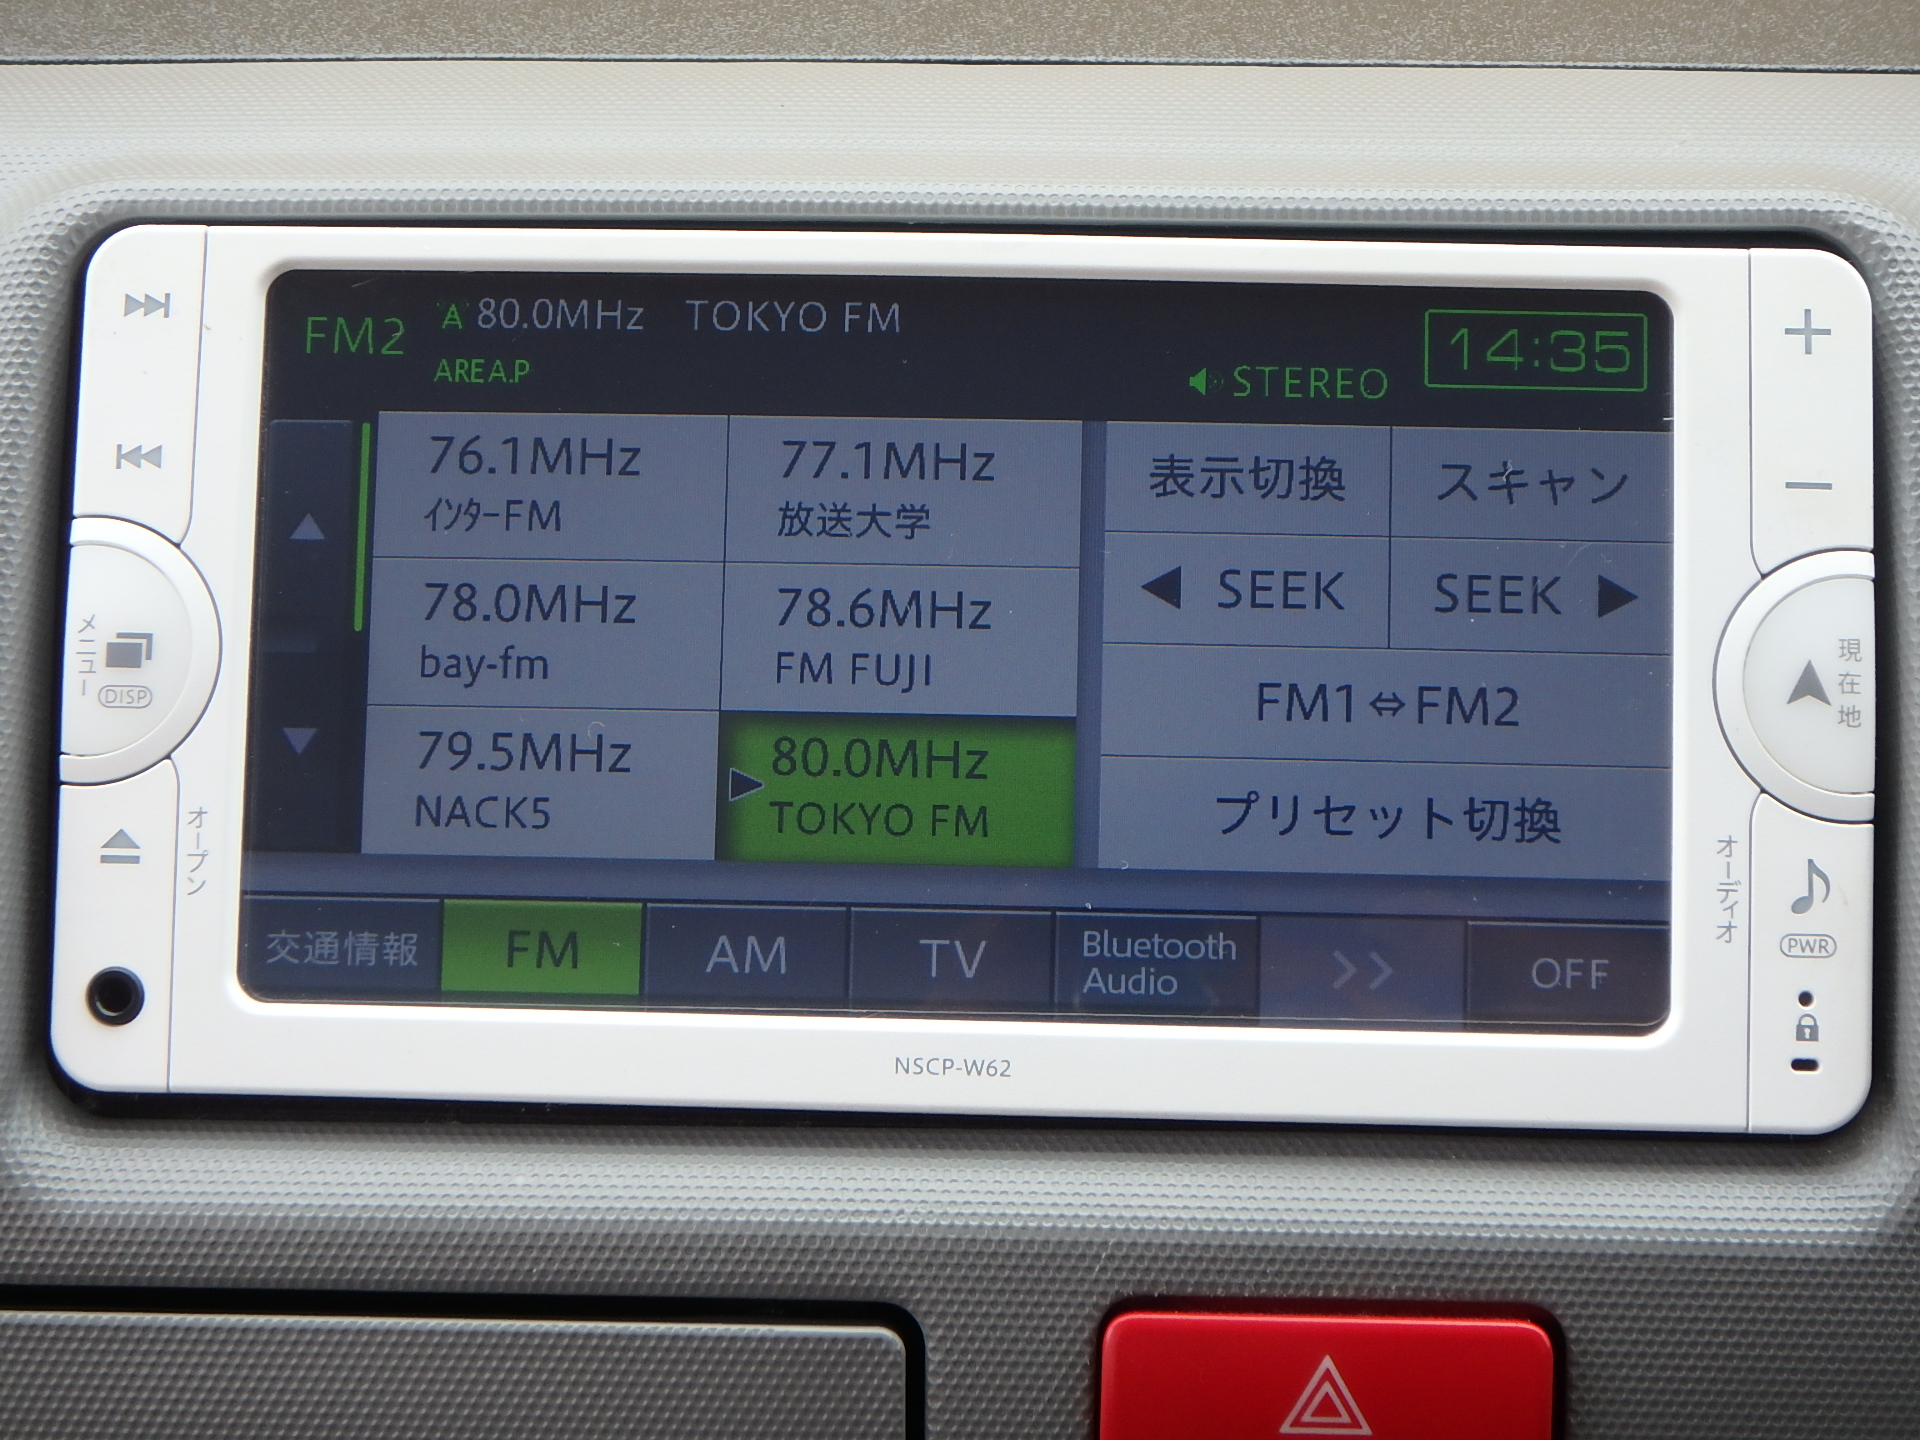 FM2
A 80.0MHz TOKYO FM
AREA.P
STEREO
14:35
76.1MHz
ｲﾝﾀｰFM
77.1MHz
放送大学
78.0MHz
bay-fm
78.6MHz
FM FUJI
79.5MHz
NACK5
80.0MHz
TOKYO FM
表示切換
スキャン
◀ SEEK
SEEK ▶
FM1⇔FM2
プリセット切換
交通情報
FM
AM
TV
Bluetooth
Audio
>>
OFF
メニュー
DISP
オープン
現在地
オーディオ
PWR
NSCP-W62